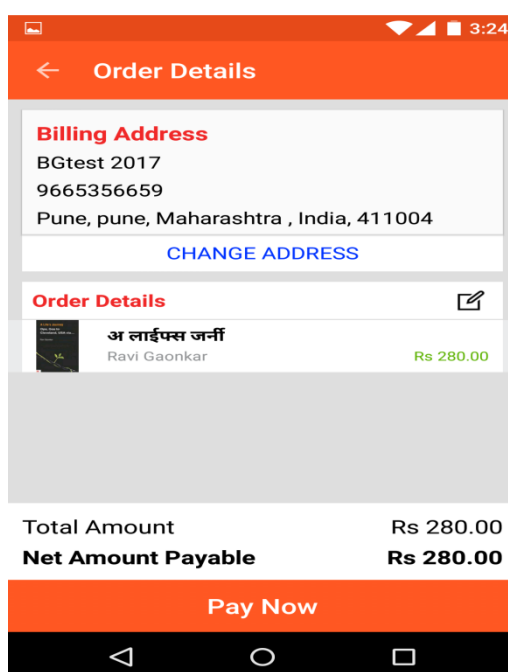 3:24
Order Details
Billing Address
BGtest 2017
9665356659
Pune, pune, Maharashtra , India, 411004
CHANGE ADDRESS
Order Details
अ लाईफ्स जर्नी
Ravi Gaonkar
Rs 280.00
Total Amount
Rs 280.00
Net Amount Payable
Rs 280.00
Pay Now